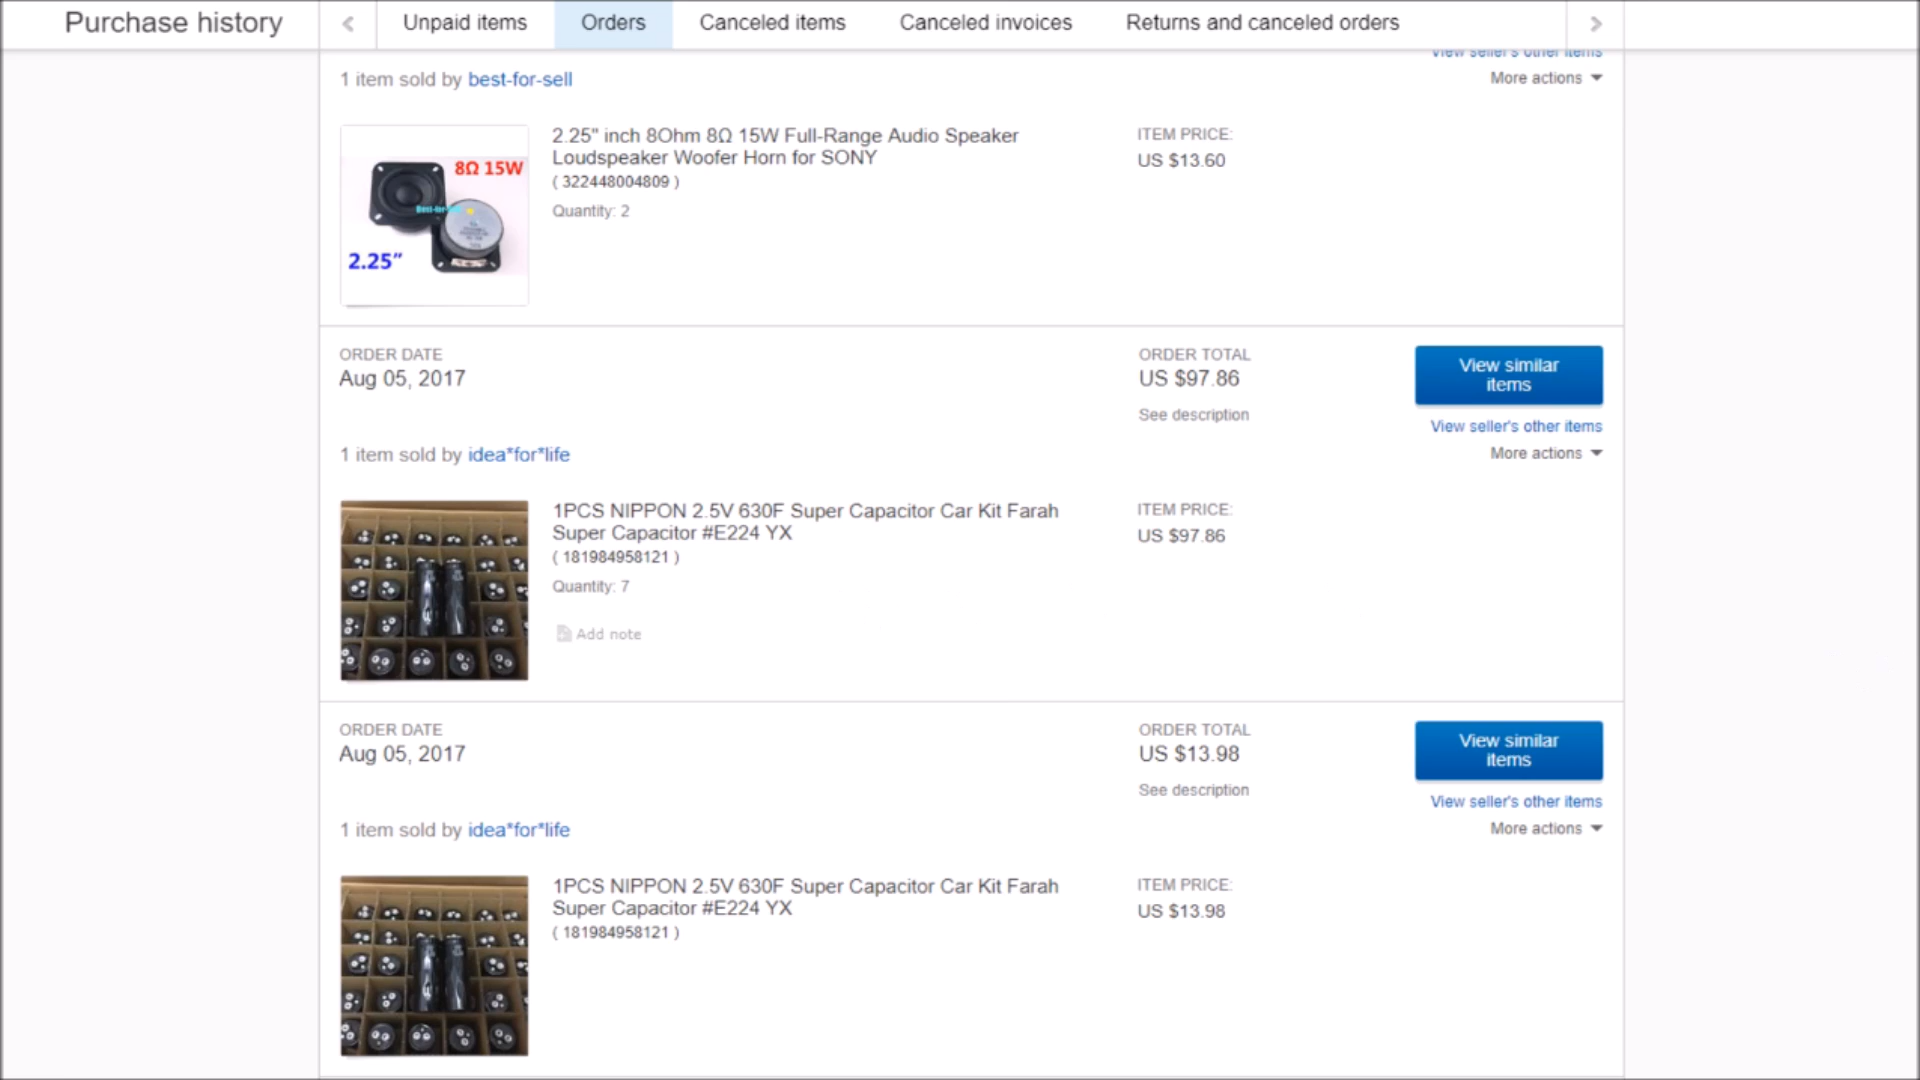 Purchase history
Unpaid items
Orders
Canceled items
Canceled invoices
Returns and canceled orders
View seller's other items
1 item sold by best-for-sell
More actions
8Ω 15W
2.25”
2.25" inch 8Ohm 8Ω 15W Full-Range Audio Speaker
Loudspeaker Woofer Horn for SONY
( 322448004809 )
Quantity: 2
ITEM PRICE:
US $13.60
ORDER DATE
Aug 05, 2017
ORDER TOTAL
US $97.86
See description
View similar
items
View seller's other items
More actions
1 item sold by idea*for*life
1PCS NIPPON 2.5V 630F Super Capacitor Car Kit Farah
Super Capacitor #E224 YX
( 181984958121 )
Quantity: 7
Add note
ITEM PRICE:
US $97.86
ORDER DATE
Aug 05, 2017
ORDER TOTAL
US $13.98
See description
View similar
items
View seller's other items
More actions
1 item sold by idea*for*life
1PCS NIPPON 2.5V 630F Super Capacitor Car Kit Farah
Super Capacitor #E224 YX
( 181984958121 )
ITEM PRICE:
US $13.98